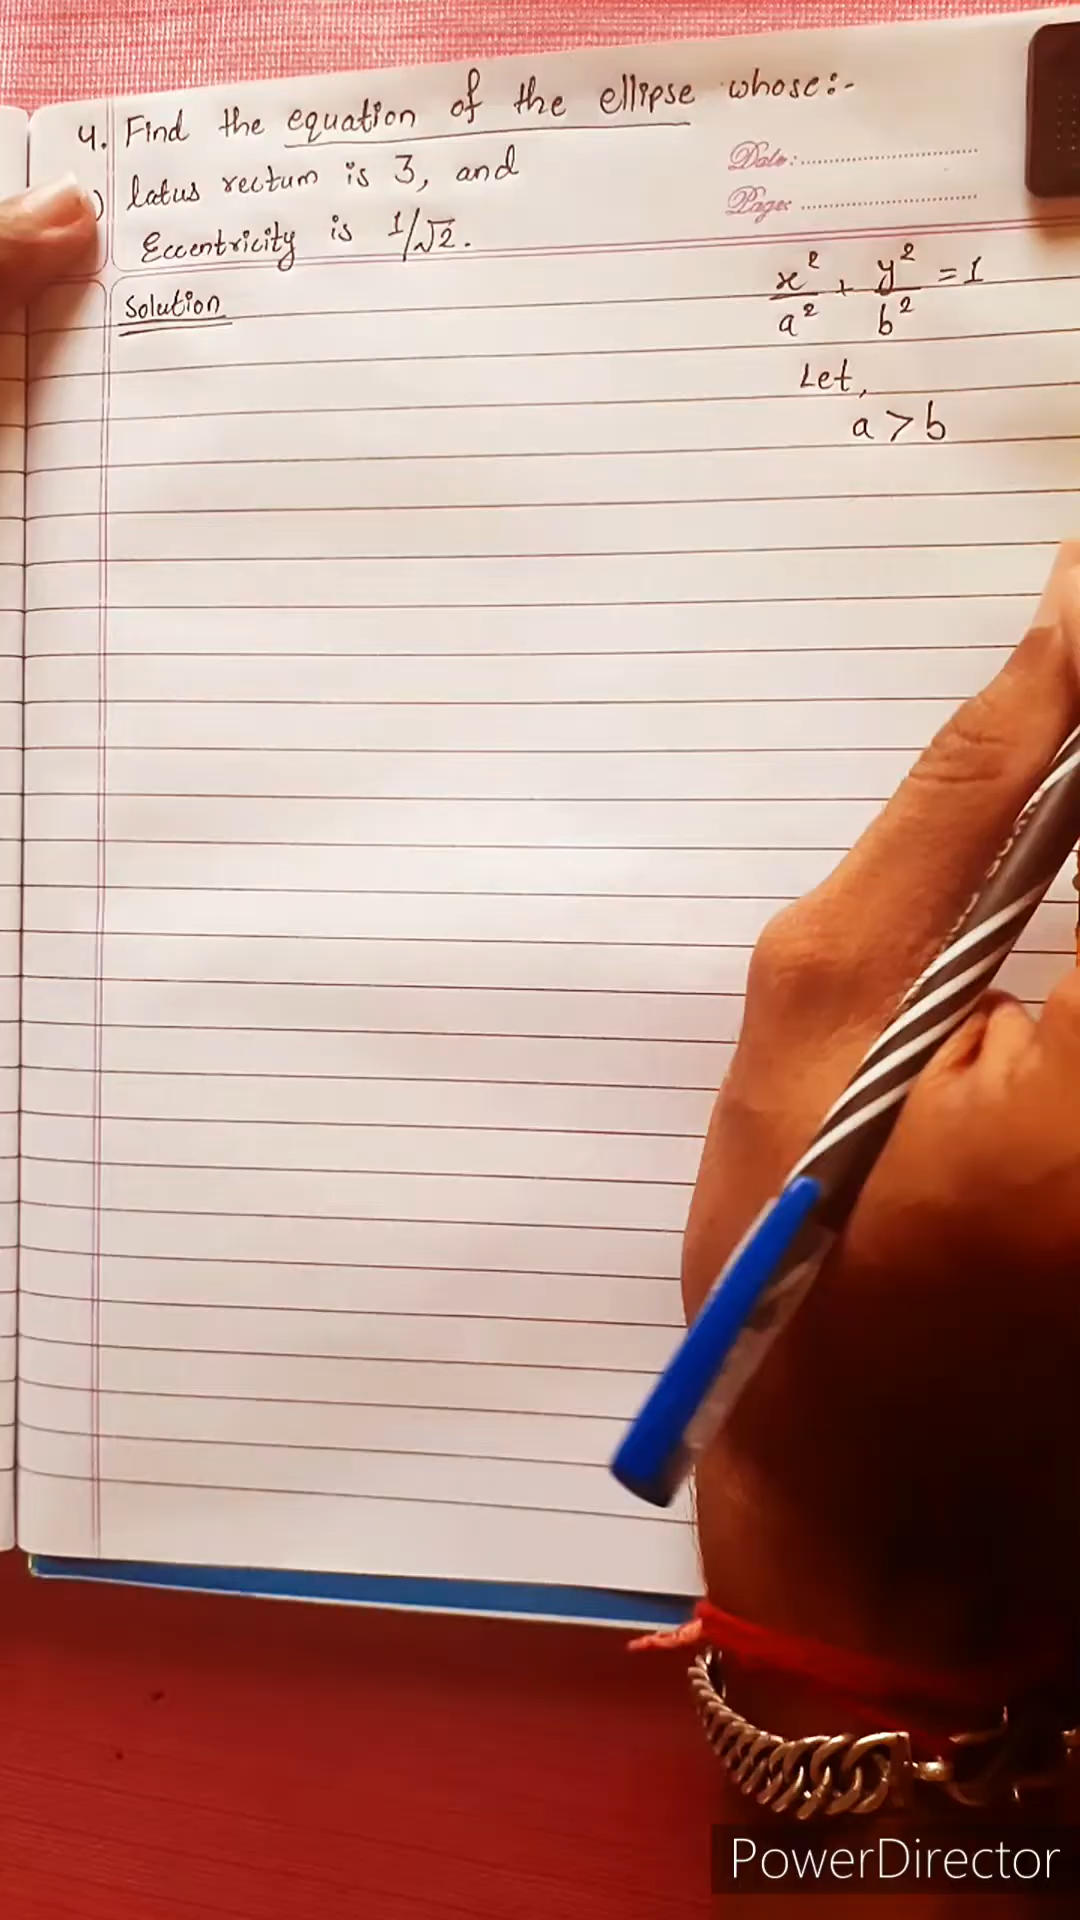 4. Find the equation of the ellipse whose:-
) latus rectum is 3, and
Eccentricity is 1/√2.
Date:
Page:
Solution
x²/a² + y²/b² = 1
Let,
a > b
PowerDirector